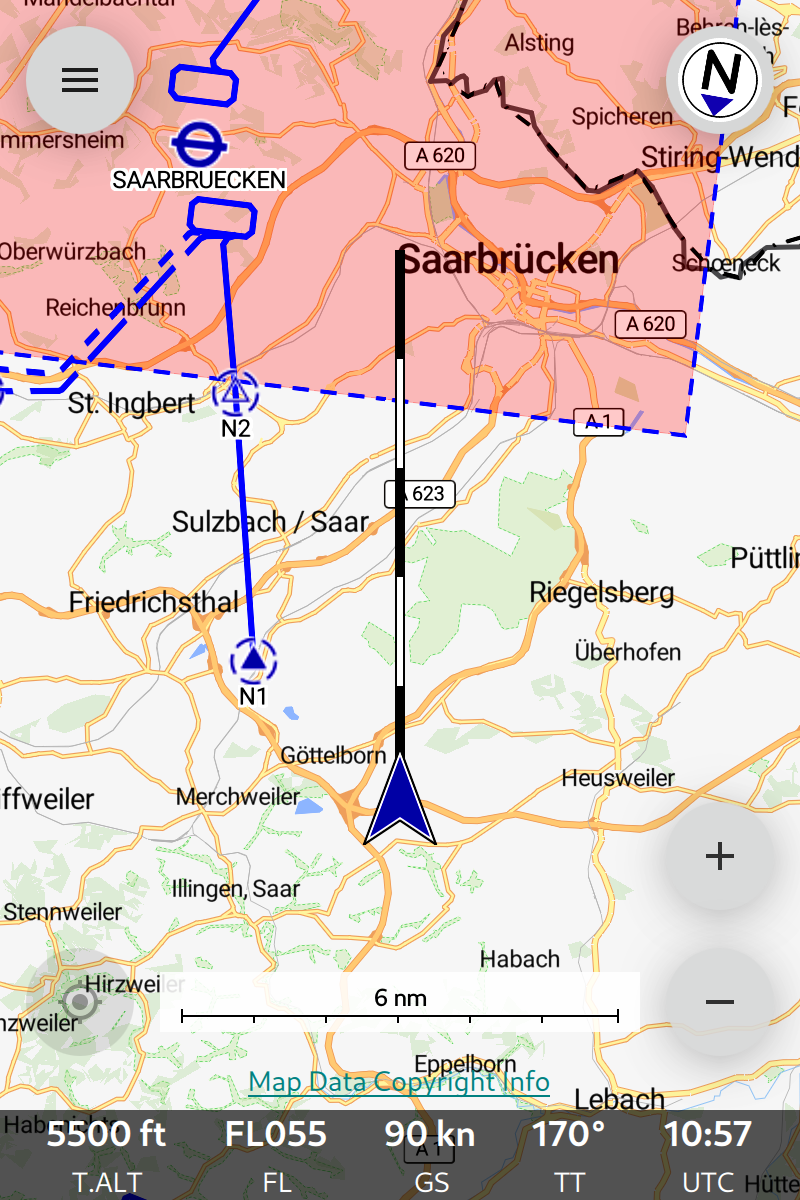 Mandelbachtal
Alsting
N
Spicheren
mmersheim
A 620
Stiring-Wend
SAARBRUECKEN
Oberwürzbach
Saarbrücken
Schœneck
Reichenbrunn
A 620
St. Ingbert
N2
A 1
A 623
Sulzbach / Saar
Püttlin
Friedrichsthal
Riegelsberg
Überhofen
N1
Göttelborn
Heusweiler
Merchweiler
iffweiler
+
Illingen, Saar
Stennweiler
Habach
Hirzweiler
nzweiler
6 nm
−
Eppelborn
Map Data Copyright Info
Lebach
5500 ft
FL055
90 kn
170°
10:57
A 1
T.ALT
FL
GS
TT
UTC
Hütte